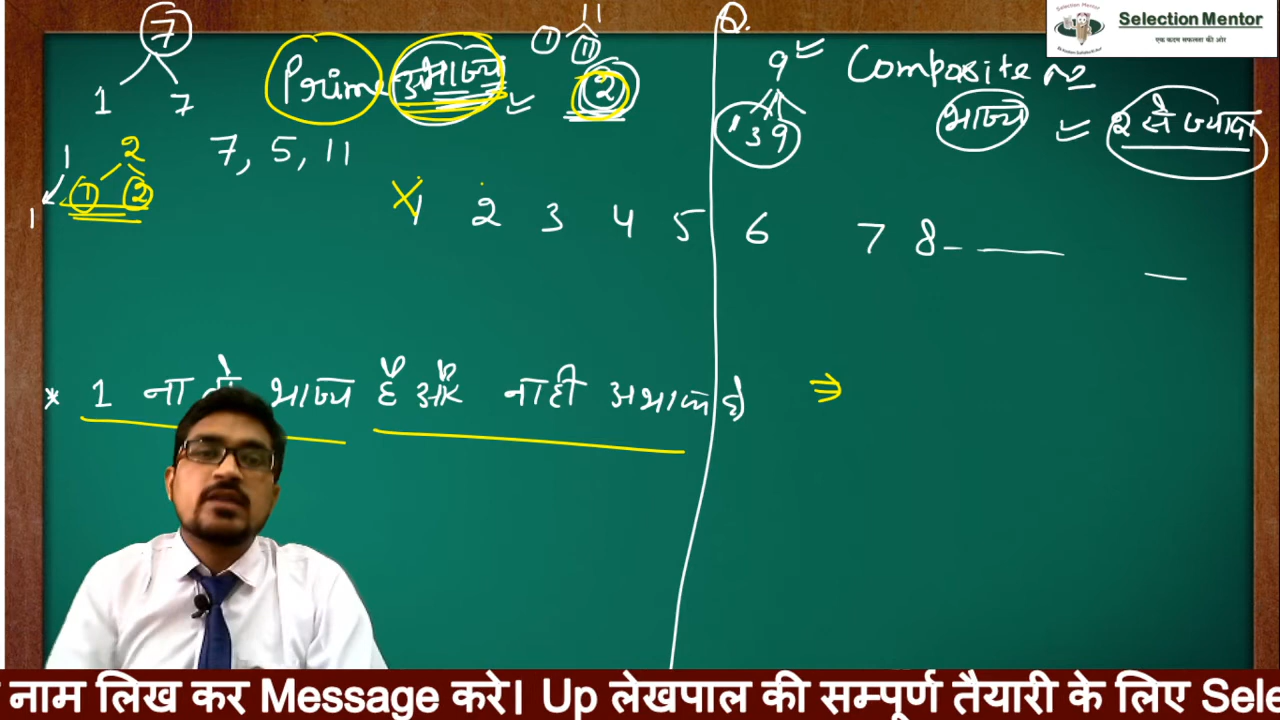 7
1 7
Prime अभाज्य
11
1 11
2
Q.
9
1 3 9
Composite no
भाज्य
2 से ज्यादा
Selection Mentor
एक कदम सफलता की ओर
1
1
2
1 2
7, 5, 11
1 2 3 4 5 6 7 8
* 1 ना तो भाज्य है और नाही अभाज्य है ⇒
नाम लिख कर Message करे। Up लेखपाल की सम्पूर्ण तैयारी के लिए Sele